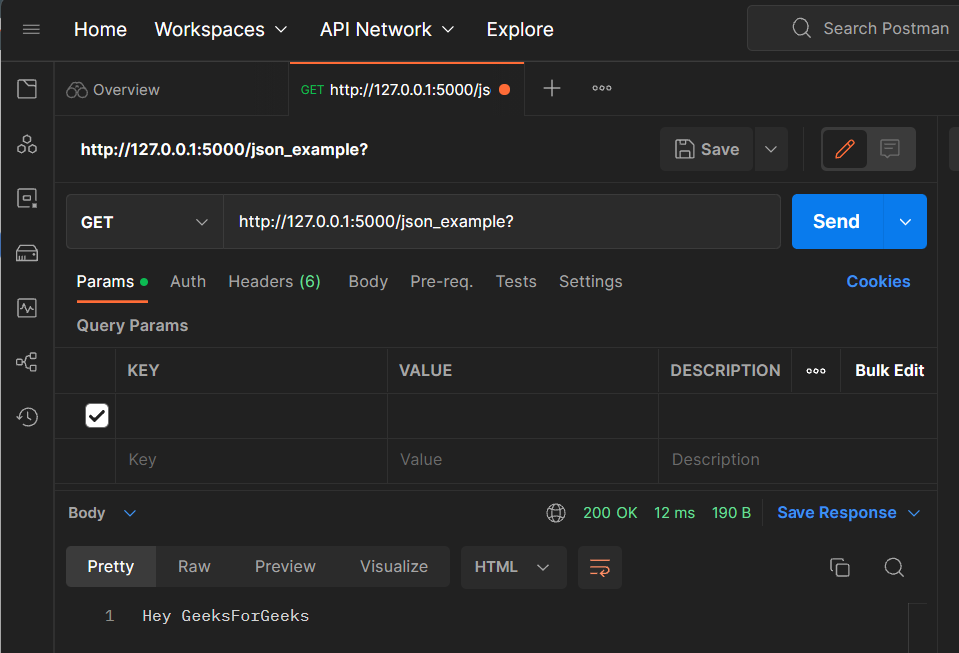 Home Workspaces API Network Explore Search Postman
Overview GET http://127.0.0.1:5000/js
http://127.0.0.1:5000/json_example? Save
GET http://127.0.0.1:5000/json_example? Send
Params Auth Headers (6) Body Pre-req. Tests Settings Cookies
Query Params
KEY VALUE DESCRIPTION Bulk Edit
Key Value Description
Body 200 OK 12 ms 190 B Save Response
Pretty Raw Preview Visualize HTML
1 Hey GeeksForGeeks